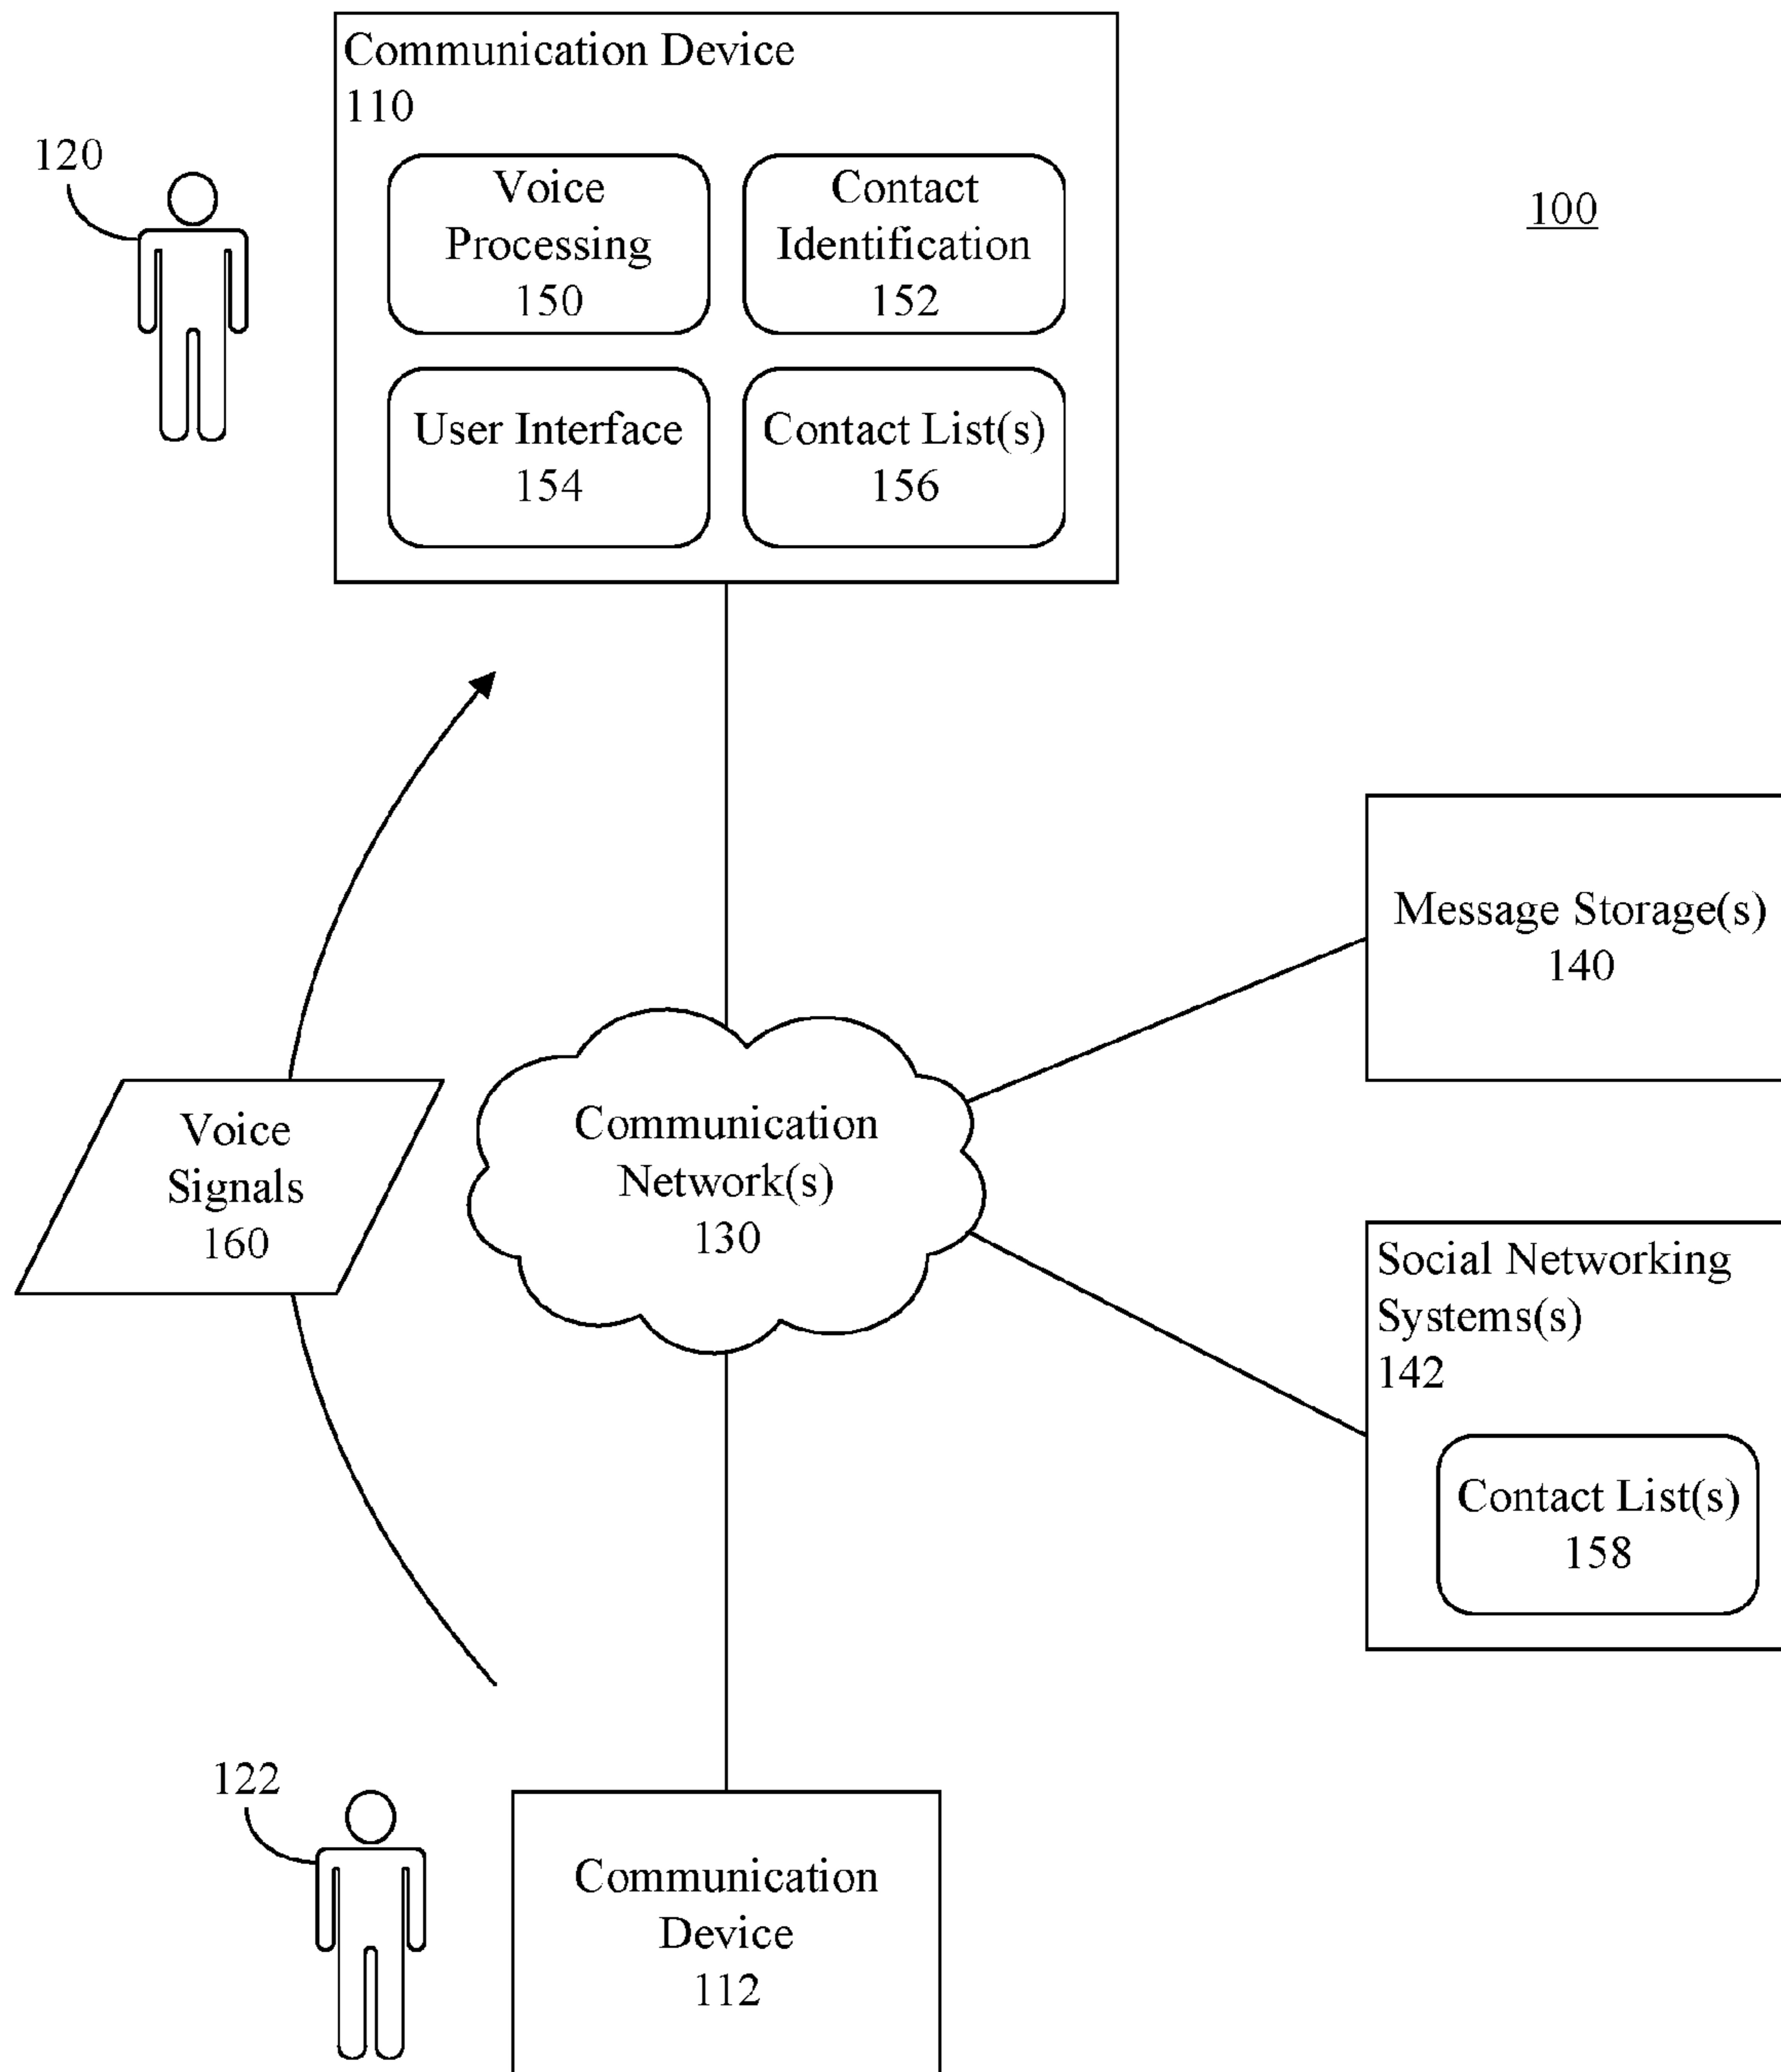 Communication Device
110
120
Voice
Processing
150
Contact
Identification
152
100
User Interface
154
Contact List(s)
156
Message Storage(s)
140
Voice
Signals
160
Communication
Network(s)
130
Social Networking
Systems(s)
142
Contact List(s)
158
122
Communication
Device
112